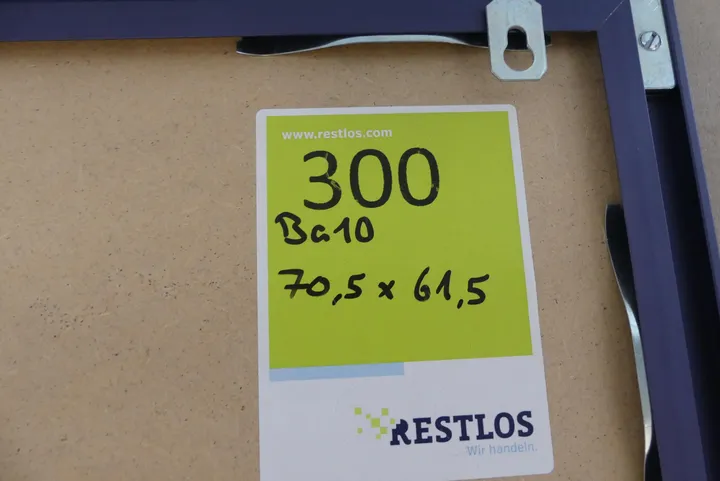 www.restlos.com
300
Ba10
70,5 x 61,5
RESTLOS
Wir handeln.